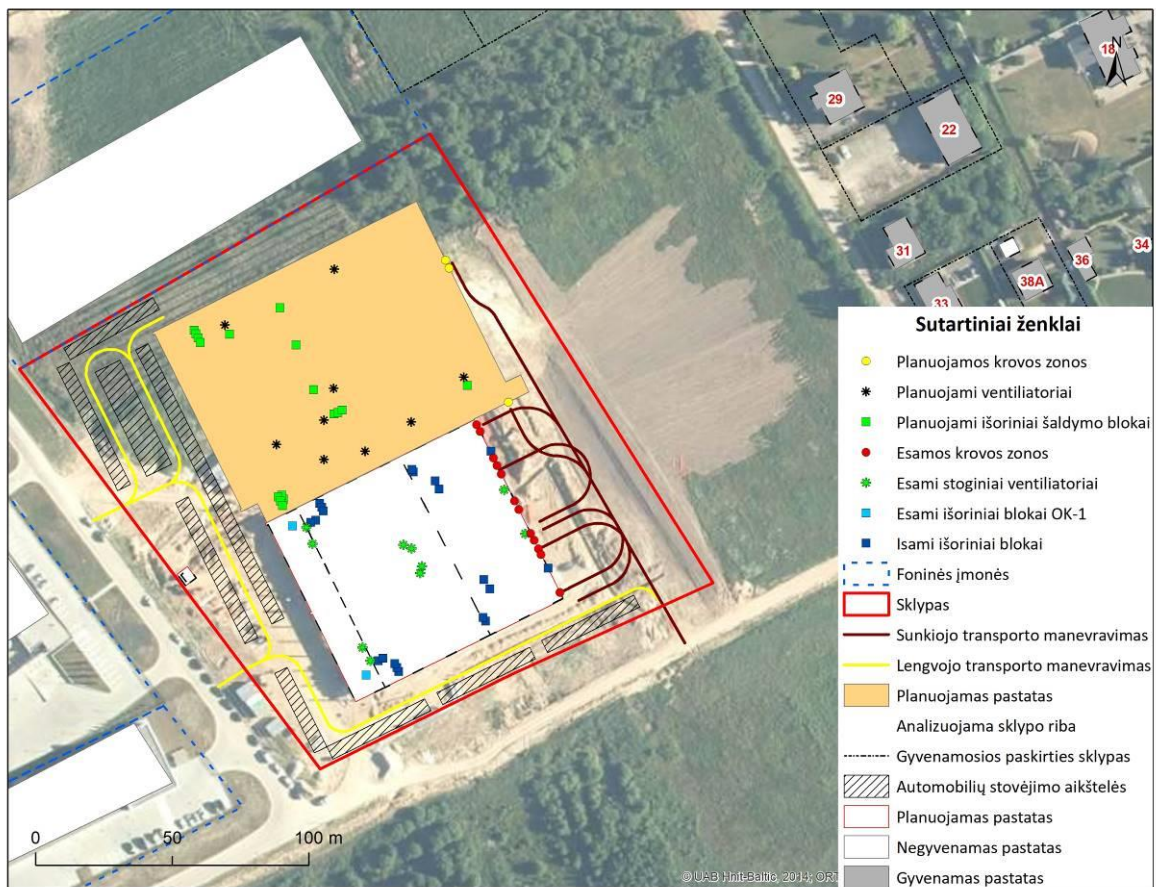 18
N
29
22
31
36
34
38A
33
Sutartiniai ženklai
Planuojamos krovos zonos
Planuojami ventiliatoriai
Planuojami išoriniai šaldymo blokai
Esamos krovos zonos
Esami stoginiai ventiliatoriai
Esami išoriniai blokai OK-1
Isami išoriniai blokai
Foninės įmonės
Sklypas
Sunkiojo transporto manevravimas
Lengvojo transporto manevravimas
Planuojamas pastatas
Analizuojama sklypo riba
Gyvenamosios paskirties sklypas
Automobilių stovėjimo aikštelės
Planuojamas pastatas
Negyvenamas pastatas
Gyvenamas pastatas
0 50 100 m
© UAB Hnit-Baltic, 2014; ORT